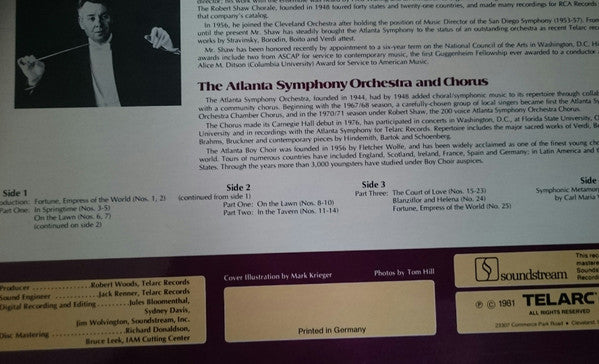 director; his work with the
The Robert Shaw Chorale, founded in 1948 toured forty states and twenty-one countries, and made many recordings for RCA Records
that company's catalog.
In 1956, he joined the Cleveland Orchestra after holding the position of Music Director of the San Diego Symphony (1953-57). From
until the present Mr. Shaw has steadily brought the Atlanta Symphony to the status of an outstanding orchestra as recent Telarc
works by Stravinsky, Borodin, Boito and Verdi attest.
Mr. Shaw has been honored recently by appointment to a six-year term on the National Council of the Arts in Washington, D.C. His
awards include two from ASCAP for service to contemporary music, the first Guggenheim Fellowship ever awarded to a conductor
Alice M. Ditson (Columbia University) Award for Service to American Music.
The Atlanta Symphony Orchestra and Chorus
The Atlanta Symphony Orchestra, founded in 1944, had by 1948 added choral/symphonic music to its repertoire through
with a community chorus. Beginning with the 1967/68 season, a carefully-chosen group of local singers became first the Atlanta
Orchestra Chamber Chorus, and in the 1970/71 season under Robert Shaw, the 200 voice Atlanta Symphony Orchestra Chorus.
The Chorus made its Carnegie Hall debut in 1976, has participated in concerts in Washington, D.C., at Florida State University,
University and in recordings with the Atlanta Symphony for Telarc Records. Repertoire includes the major sacred works of Verdi,
Brahms, Bruckner and contemporary pieces by Hindemith, Bartok and Schoenberg.
The Atlanta Boy Choir was founded in 1956 by Fletcher Wolfe, and has been widely acclaimed as one of the finest young
world. Tours of numerous countries have included England, Scotland, Ireland, France, Spain and Germany; in Latin America and
States. Through the years more than 3,000 youngsters have studied under Boy Choir auspices.
Side 1
oduction: Fortune, Empress of the World (Nos. 1, 2)
Part One: In Springtime (Nos. 3-5)
On the Lawn (Nos. 6, 7)
(continued on side 2)
Side 2
(continued from side 1)
Part One: On the Lawn (Nos. 8-10)
Part Two: In the Tavern (Nos. 11-14)
Side 3
Part Three: The Court of Love (Nos. 15-23)
Blanziflor and Helena (No. 24)
Fortune, Empress of the World (No. 25)
Side
Symphonic Metamor
by Carl Maria
Producer ..................Robert Woods, Telarc Records
Sound Engineer ............Jack Renner, Telarc Records
Digital Recording and Editing .......Jules Bloomenthal,
Sydney Davis,
Jim Wolvington, Soundstream, Inc.
Disc Mastering ..................Richard Donaldson,
Bruce Leek, IAM Cutting Center
Cover Illustration by Mark Krieger
Photos by Tom Hill
Printed in Germany
soundstream
This rec
mastere
Sounds
Record
℗ © 1981 TELARC
ALL RIGHTS RESERVED
23307 Commerce Park Road • Cleveland,